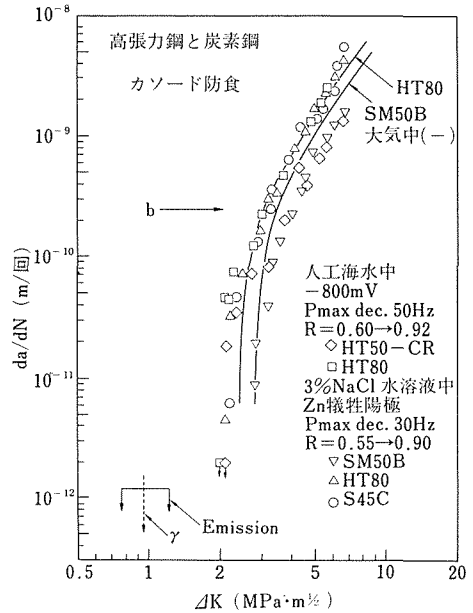 高張力鋼と炭素鋼
カソード防食
HT80
SM50B
大気中(—)
b
人工海水中
−800mV
Pmax dec. 50Hz
R=0.60→0.92
◇HT50−CR
□HT80
3%NaCl 水溶液中
Zn犠牲陽極
Pmax dec. 30Hz
R=0.55→0.90
▽SM50B
△HT80
○S45C
Emission
γ
da/dN (m/回)
10⁻⁸
10⁻⁹
10⁻¹⁰
10⁻¹¹
10⁻¹²
0.5 1 2 5 10 20
ΔK (MPa·m½)